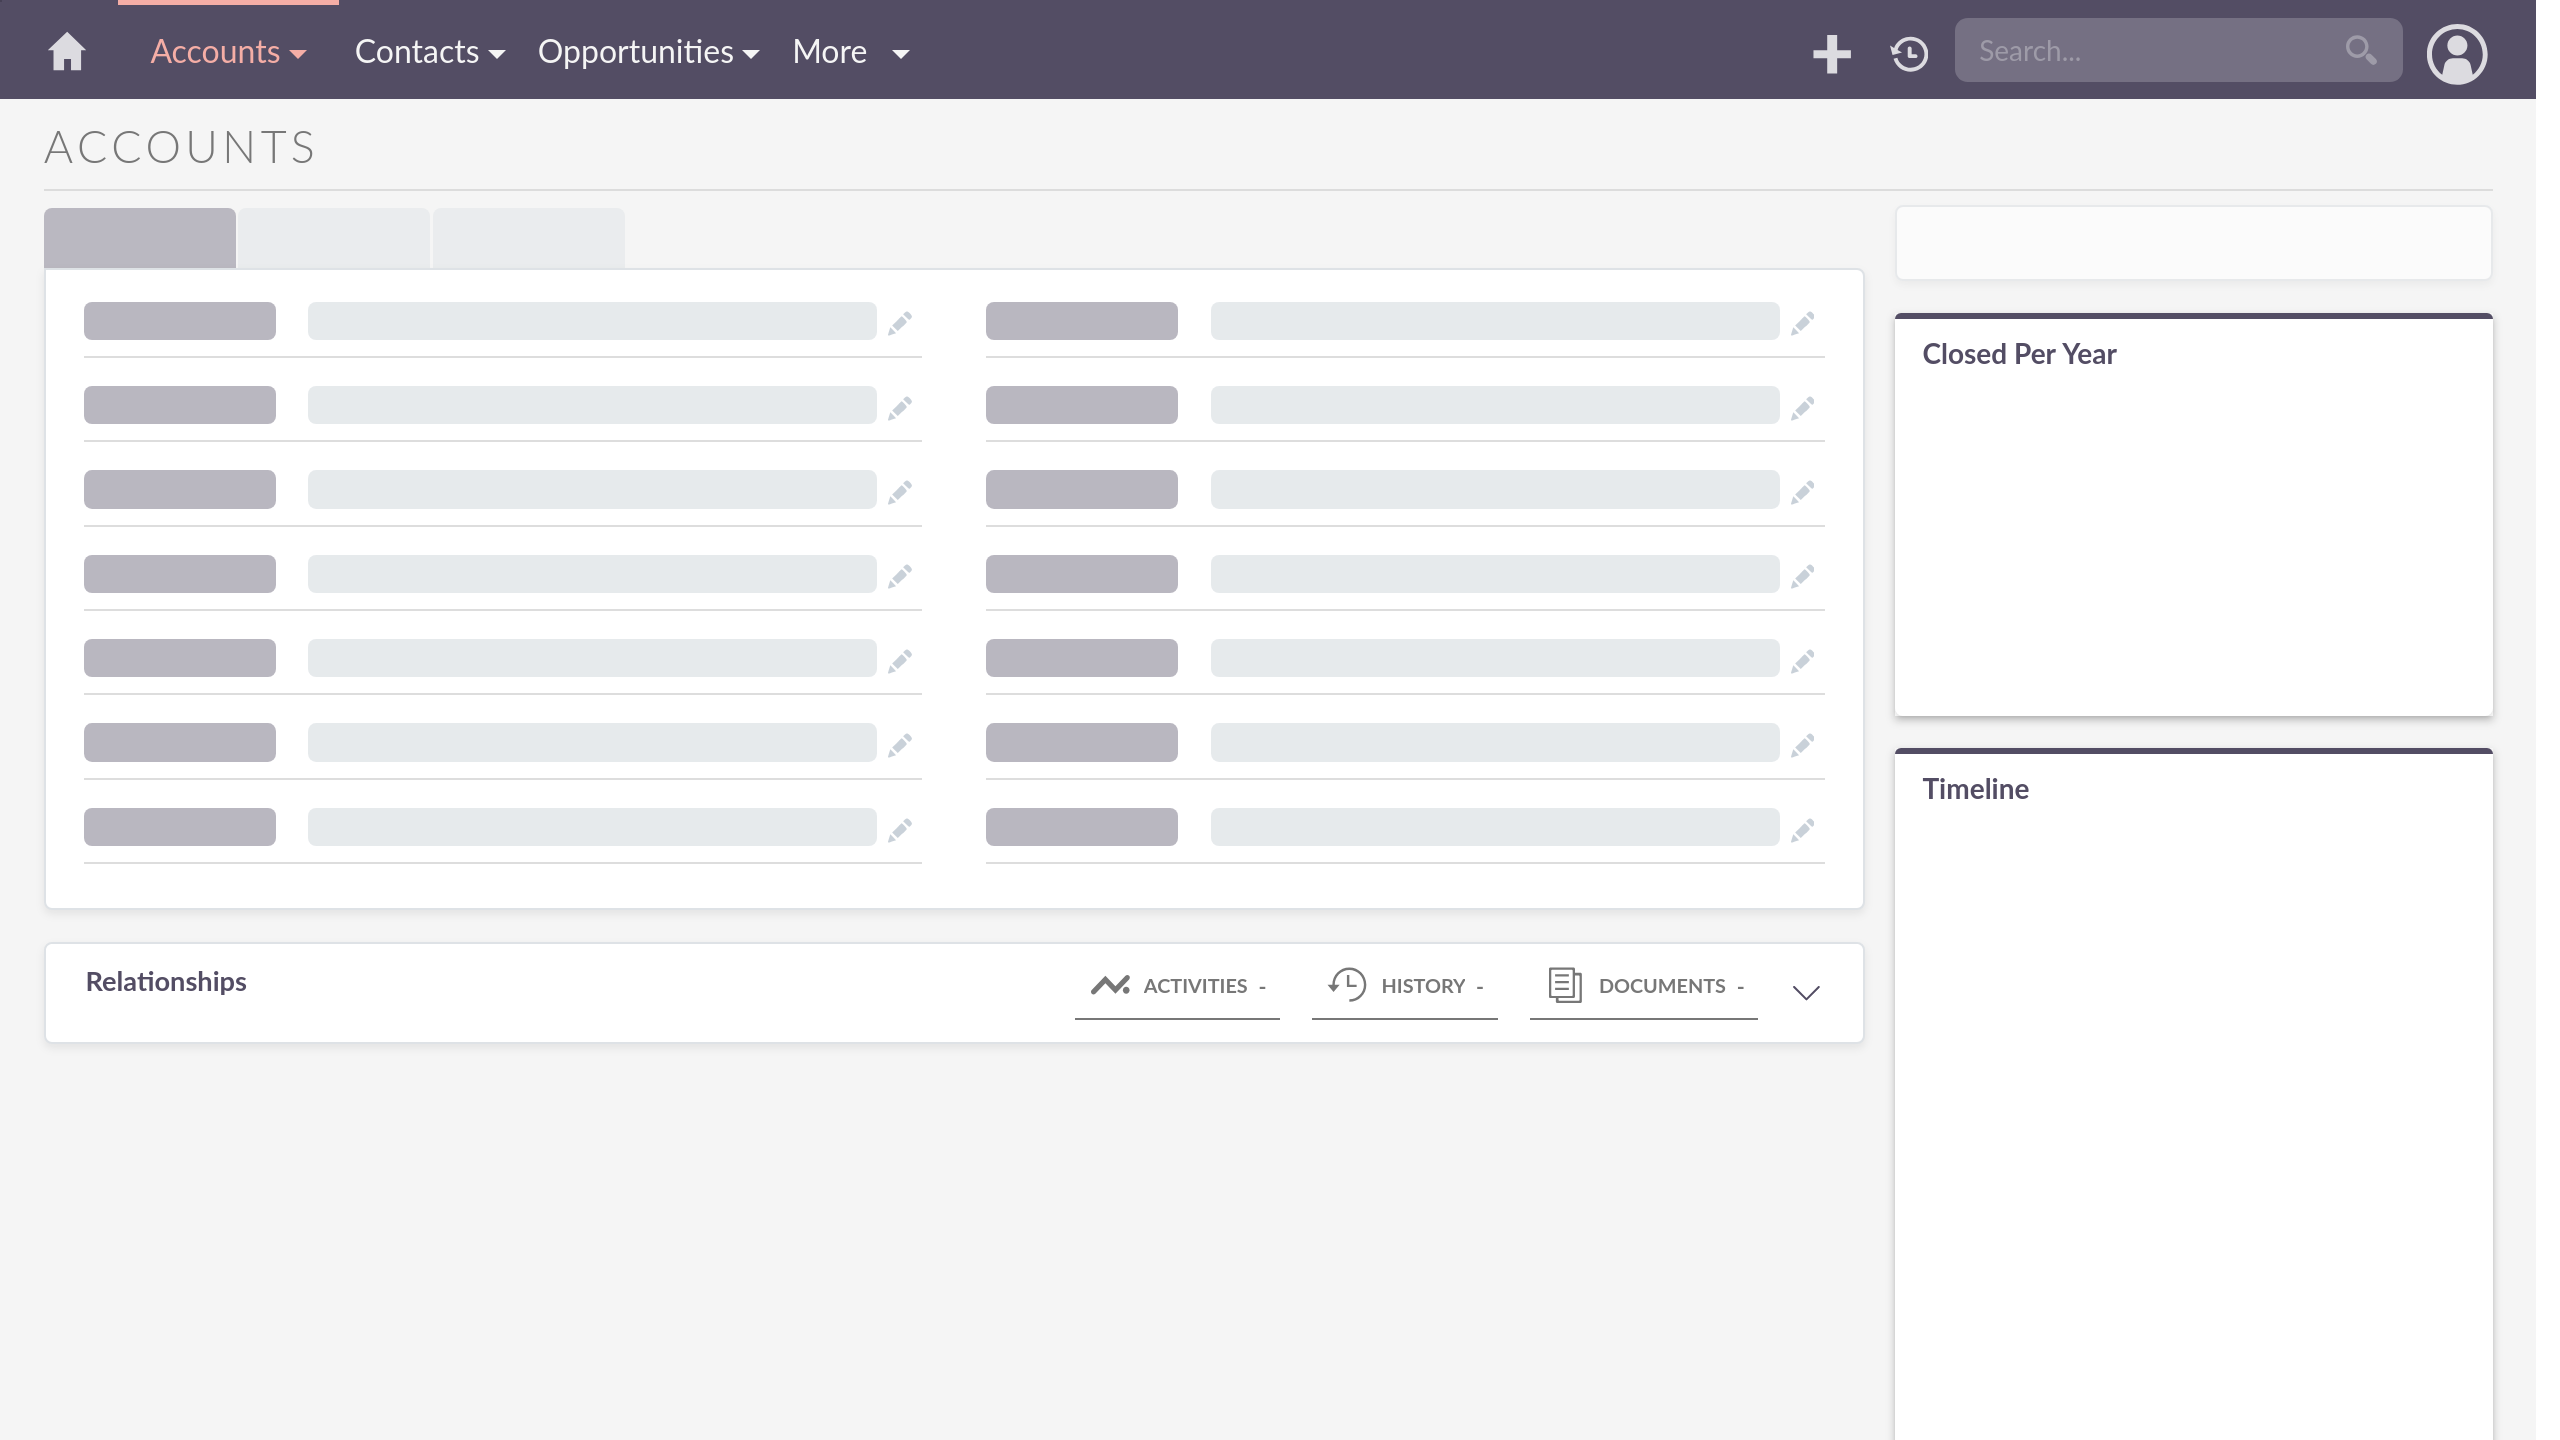 Accounts Contacts Opportunities More Search...
ACCOUNTS
Closed Per Year
Timeline
Relationships ACTIVITIES - HISTORY - DOCUMENTS -